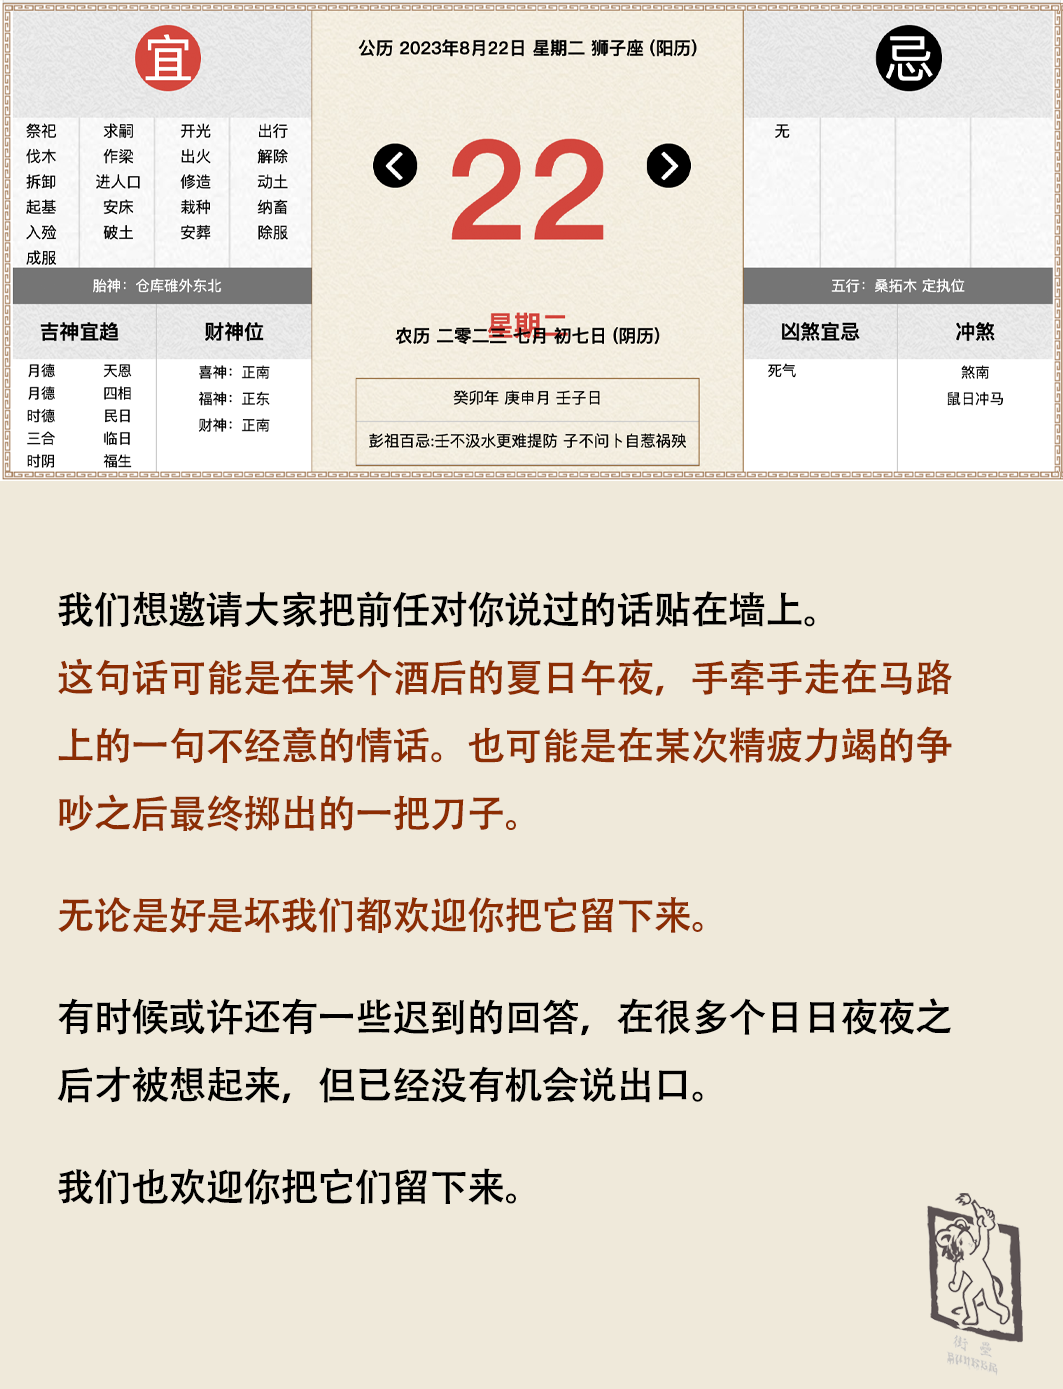 宜
祭祀 求嗣 开光 出行
伐木 作梁 出火 解除
拆卸 进人口 修造 动土
起基 安床 栽种 纳畜
入殓 破土 安葬 除服
成服
胎神：仓库碓外东北
吉神宜趋 财神位
月德 天恩 喜神：正南
月德 四相 福神：正东
时德 民日 财神：正南
三合 临日
时阴 福生
公历 2023年8月22日 星期二 狮子座 (阳历)
22
星期二
农历 二零二三 七月 初七日 (阴历)
癸卯年 庚申月 壬子日
彭祖百忌:壬不汲水更难提防 子不问卜自惹祸殃
忌
无
五行：桑拓木 定执位
凶煞宜忌 冲煞
死气 煞南
鼠日冲马
我们想邀请大家把前任对你说过的话贴在墙上。
这句话可能是在某个酒后的夏日午夜，手牵手走在马路
上的一句不经意的情话。也可能是在某次精疲力竭的争
吵之后最终掷出的一把刀子。
无论是好是坏我们都欢迎你把它留下来。
有时候或许还有一些迟到的回答，在很多个日日夜夜之
后才被想起来，但已经没有机会说出口。
我们也欢迎你把它们留下来。